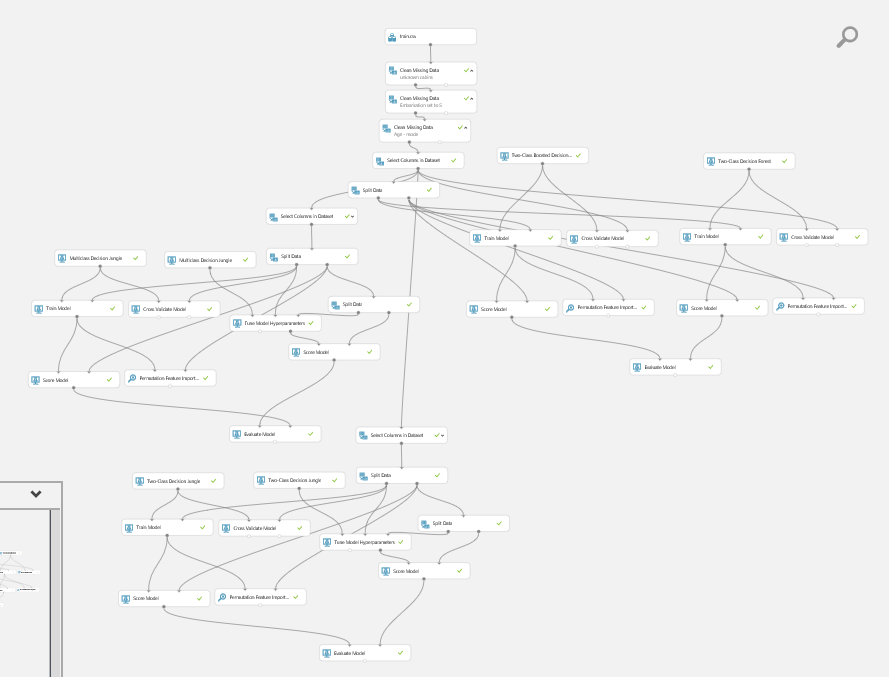 train.csv
Clean Missing Data
Clean Missing Data
Embarkation set to S
Clean Missing Data
Age - mode
Select Columns in Dataset
Two-Class Boosted Decision...
Two-Class Decision Forest
Split Data
Select Columns in Dataset
Train Model
Cross Validate Model
Train Model
Cross Validate Model
Multiclass Decision Jungle
Multiclass Decision Jungle
Split Data
Train Model
Cross Validate Model
Split Data
Score Model
Permutation Feature Import...
Score Model
Permutation Feature Import...
Tune Model Hyperparameters
Score Model
Evaluate Model
Score Model
Permutation Feature Import...
Evaluate Model
Select Columns in Dataset
Two-Class Decision Jungle
Two-Class Decision Jungle
Split Data
Train Model
Cross Validate Model
Split Data
Tune Model Hyperparameters
Score Model
Score Model
Permutation Feature Import...
Evaluate Model